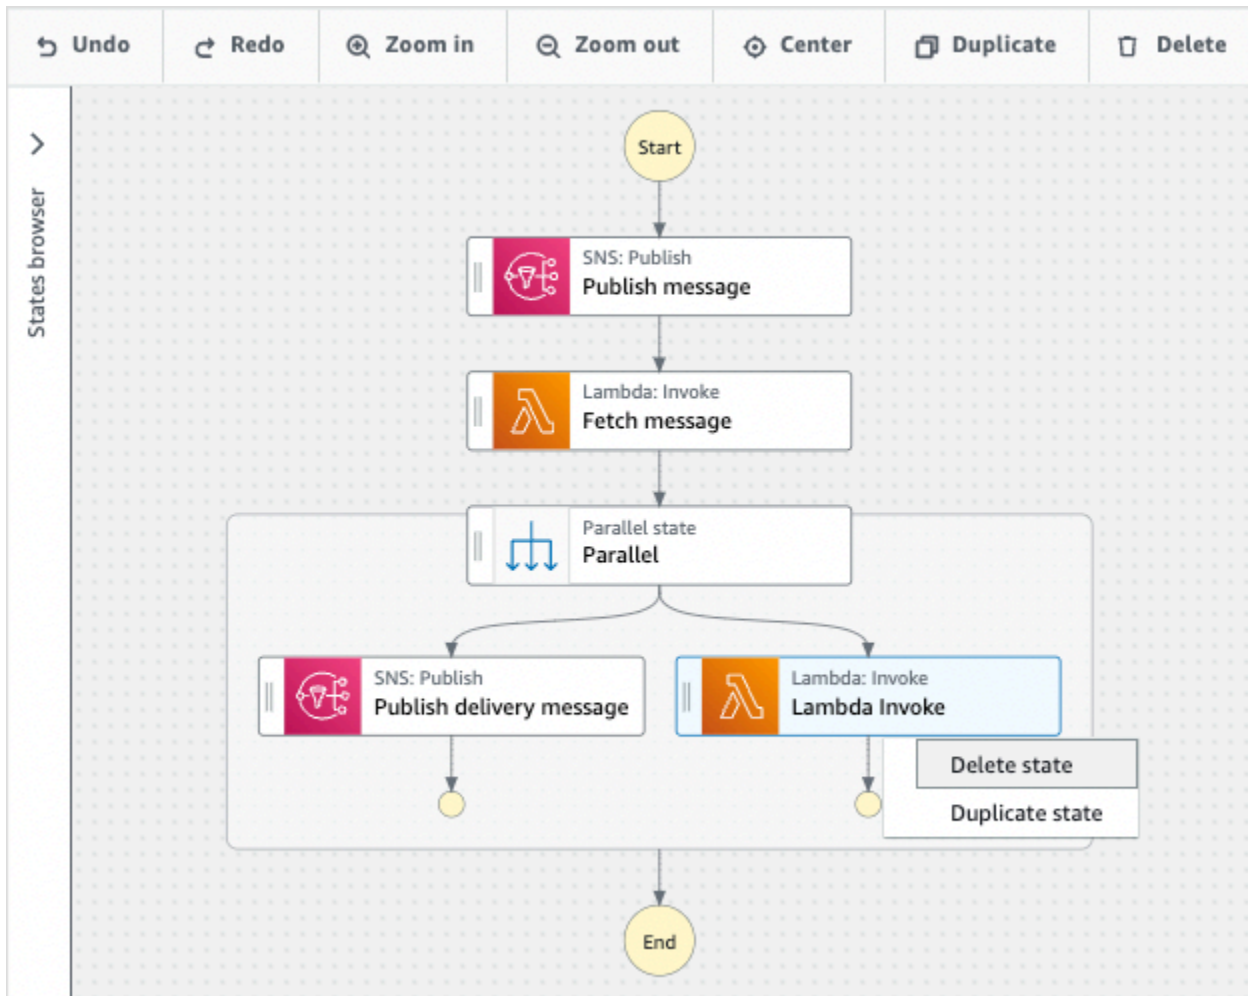 Undo
Redo
Zoom in
Zoom out
Center
Duplicate
Delete
States browser
Start
SNS: Publish
Publish message
Lambda: Invoke
Fetch message
Parallel state
Parallel
SNS: Publish
Publish delivery message
Lambda: Invoke
Lambda Invoke
Delete state
Duplicate state
End